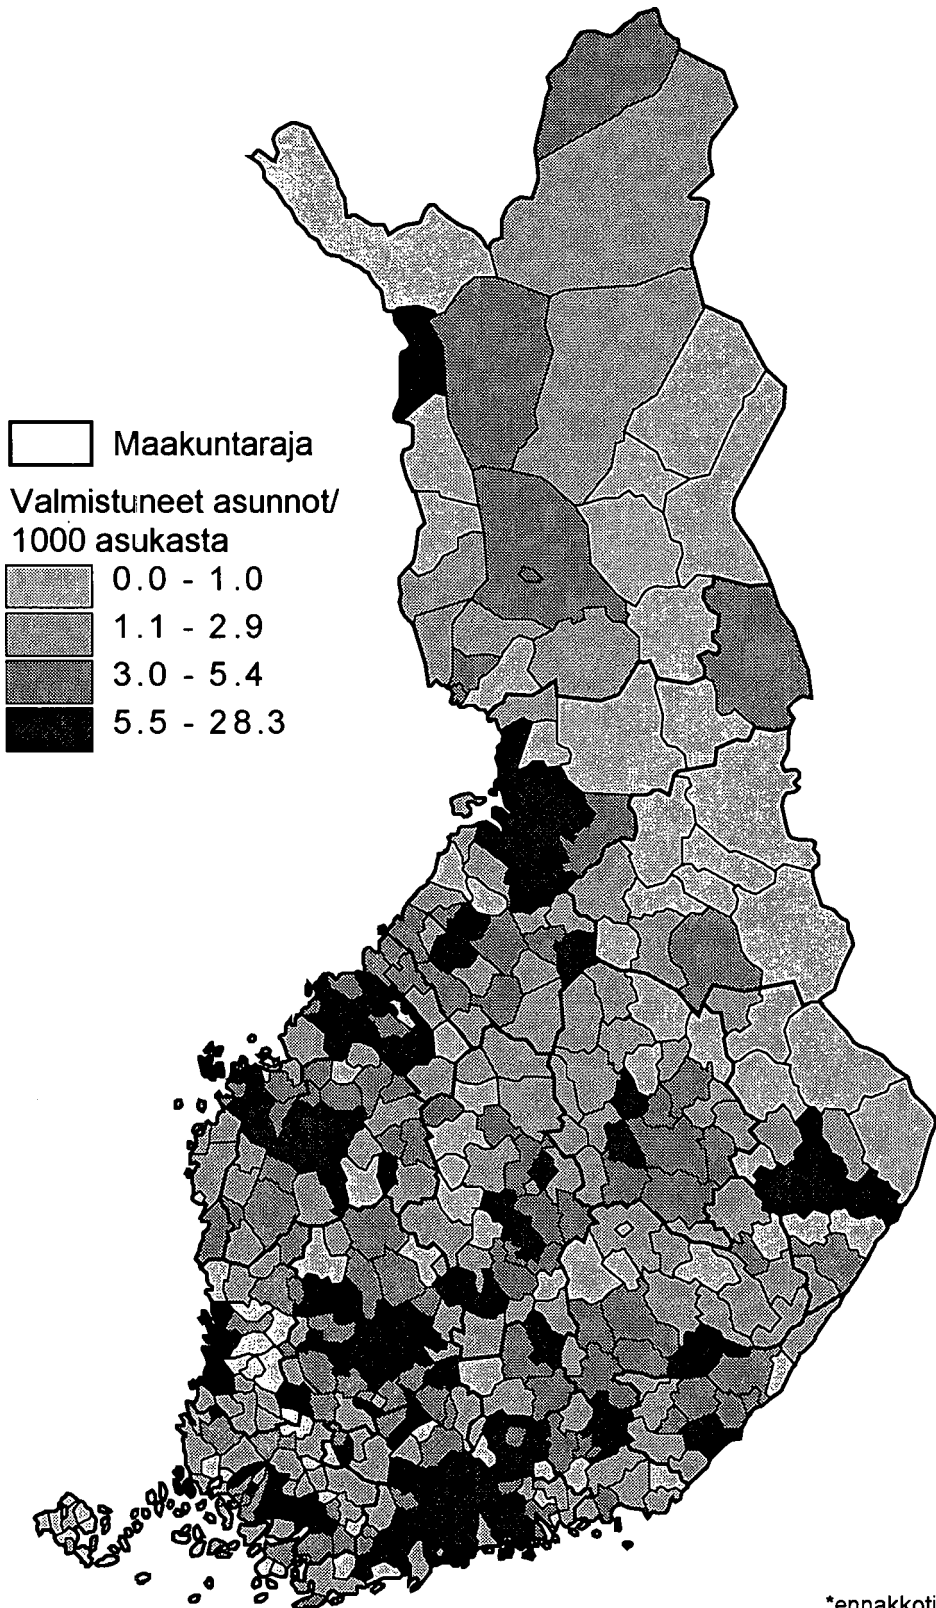 Maakuntaraja
Valmistuneet asunnot/
1000 asukasta
0.0 - 1.0
1.1 - 2.9
3.0 - 5.4
5.5 - 28.3
*ennakkoti